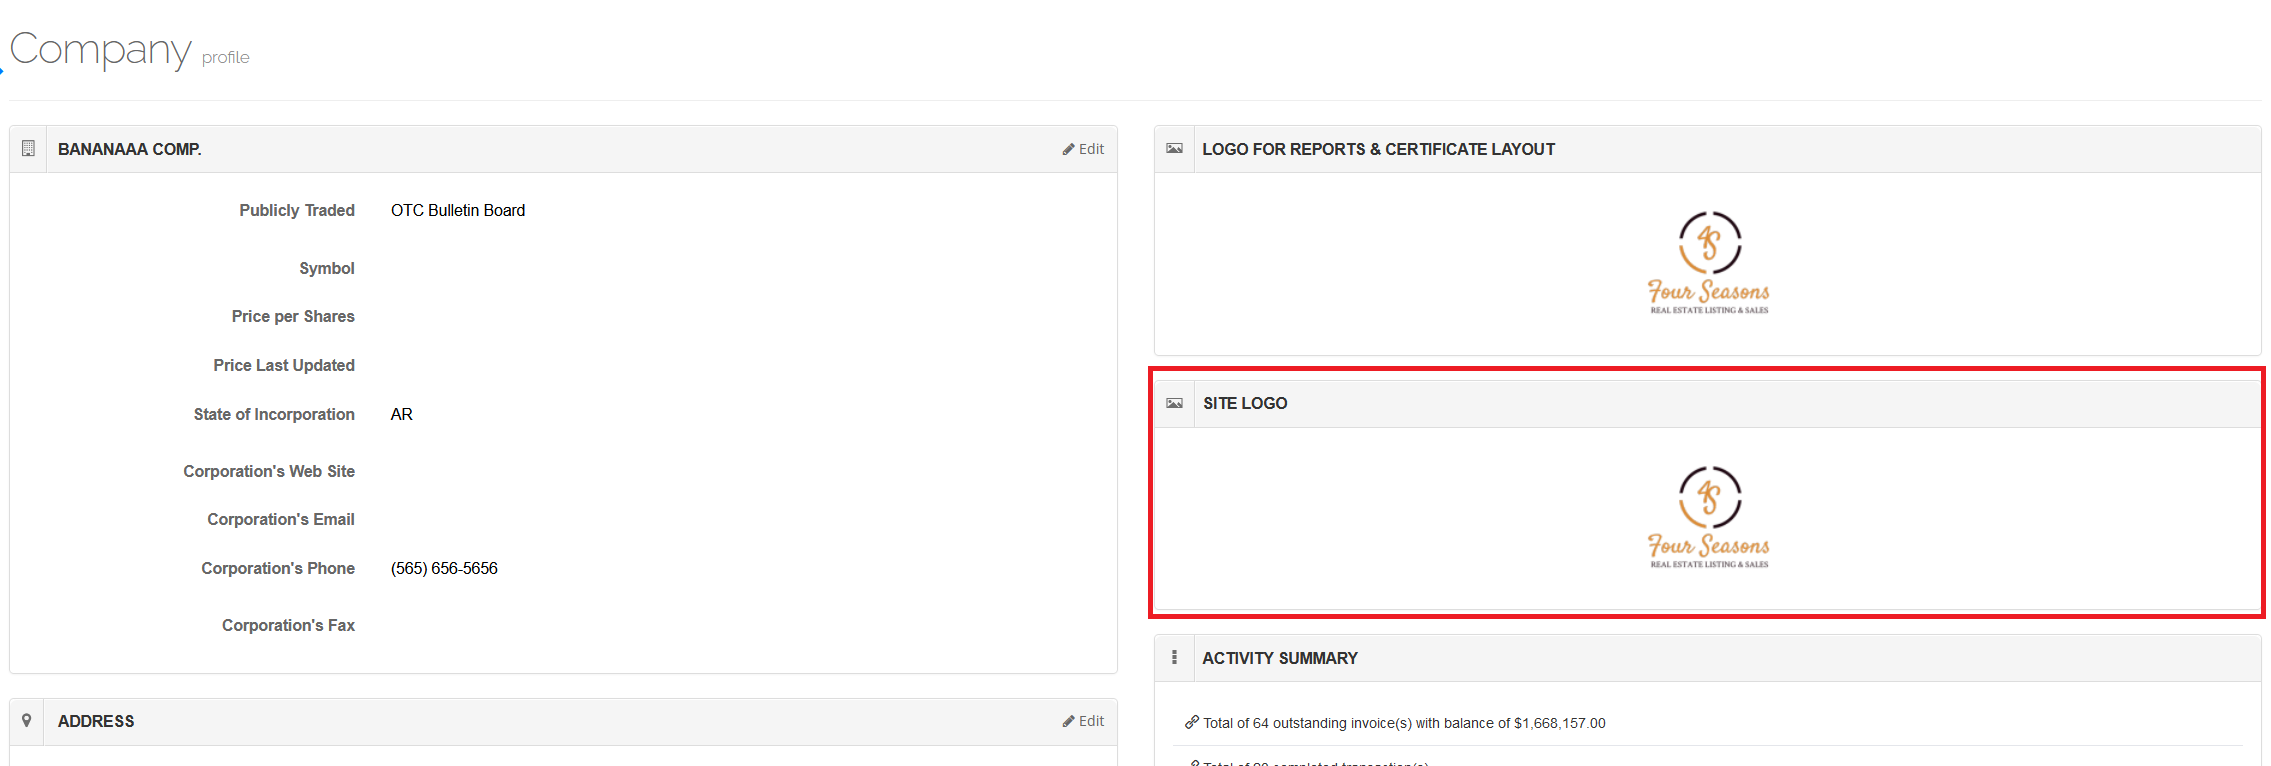 Company profile
BANANAAA COMP.
Edit
Publicly Traded OTC Bulletin Board
Symbol
Price per Shares
Price Last Updated
State of Incorporation AR
Corporation's Web Site
Corporation's Email
Corporation's Phone (565) 656-5656
Corporation's Fax
ADDRESS
Edit
LOGO FOR REPORTS & CERTIFICATE LAYOUT
4S
Four Seasons
REAL ESTATE LISTING & SALES
SITE LOGO
4S
Four Seasons
REAL ESTATE LISTING & SALES
ACTIVITY SUMMARY
Total of 64 outstanding invoice(s) with balance of $1,668,157.00